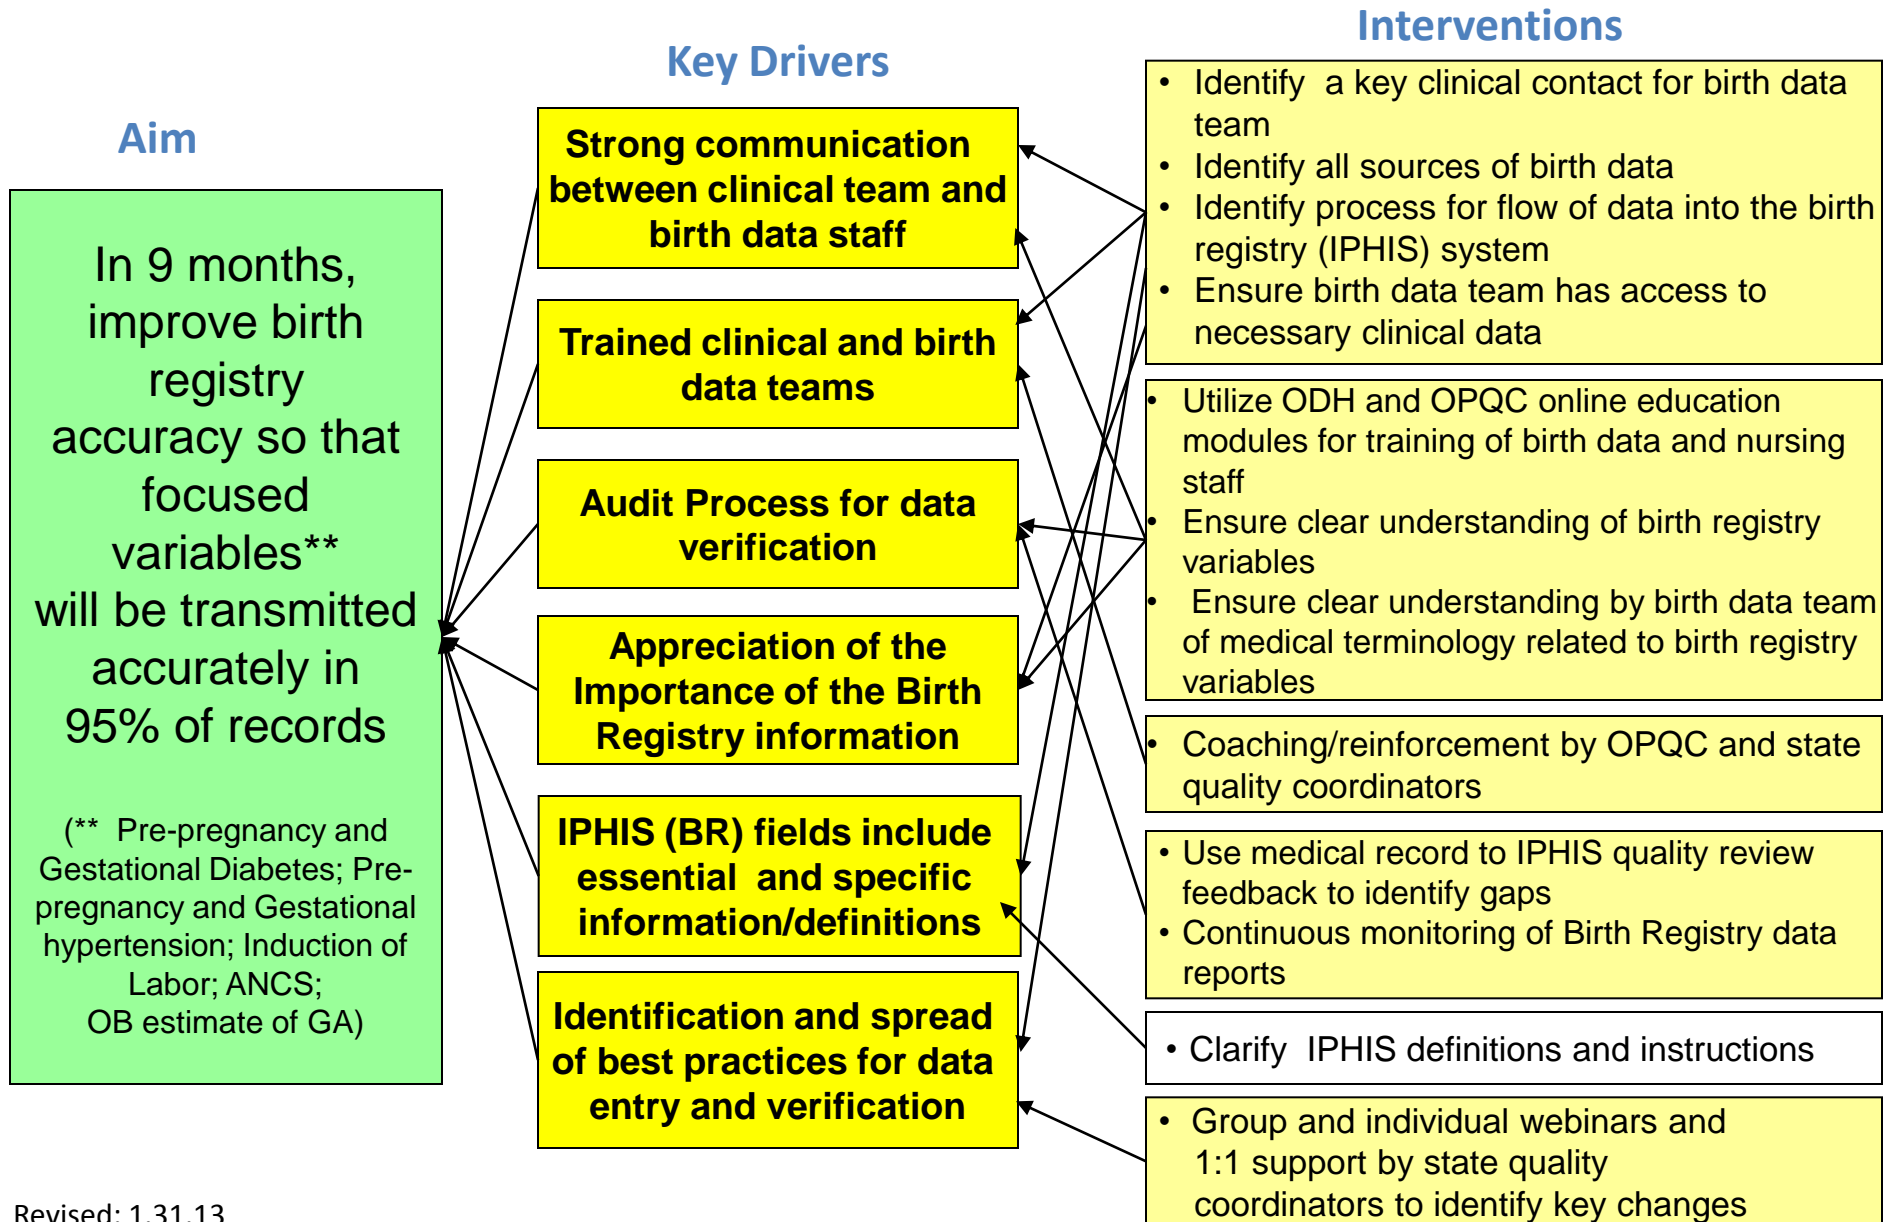 Aim
In 9 months,
improve birth
registry
accuracy so that
focused
variables**
will be transmitted
accurately in
95% of records
(** Pre-pregnancy and
Gestational Diabetes; Pre-
pregnancy and Gestational
hypertension; Induction of
Labor; ANCS;
OB estimate of GA)
Key Drivers
Strong communication
between clinical team and
birth data staff
Trained clinical and birth
data teams
Audit Process for data
verification
Appreciation of the
Importance of the Birth
Registry information
IPHIS (BR) fields include
essential and specific
information/definitions
Identification and spread
of best practices for data
entry and verification
Interventions
• Identify a key clinical contact for birth data
team
• Identify all sources of birth data
• Identify process for flow of data into the birth
registry (IPHIS) system
• Ensure birth data team has access to
necessary clinical data
• Utilize ODH and OPQC online education
modules for training of birth data and nursing
staff
• Ensure clear understanding of birth registry
variables
• Ensure clear understanding by birth data team
of medical terminology related to birth registry
variables
• Coaching/reinforcement by OPQC and state
quality coordinators
• Use medical record to IPHIS quality review
feedback to identify gaps
• Continuous monitoring of Birth Registry data
reports
• Clarify IPHIS definitions and instructions
• Group and individual webinars and
1:1 support by state quality
coordinators to identify key changes
Revised: 1.31.13